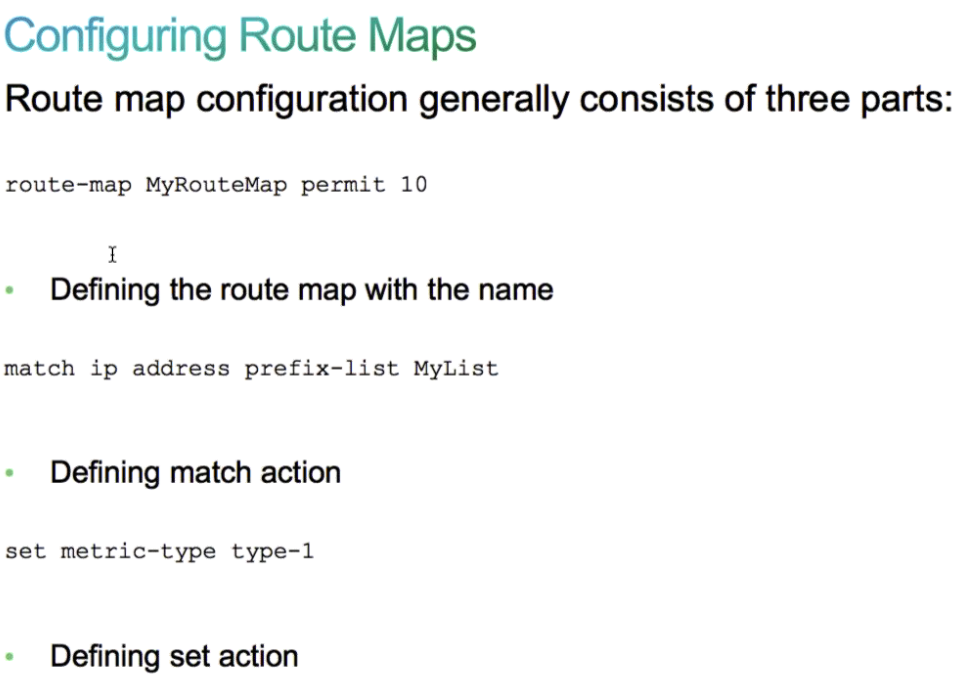 Configuring Route Maps
Route map configuration generally consists of three parts:
route-map MyRouteMap permit 10
• Defining the route map with the name
match ip address prefix-list MyList
• Defining match action
set metric-type type-1
• Defining set action